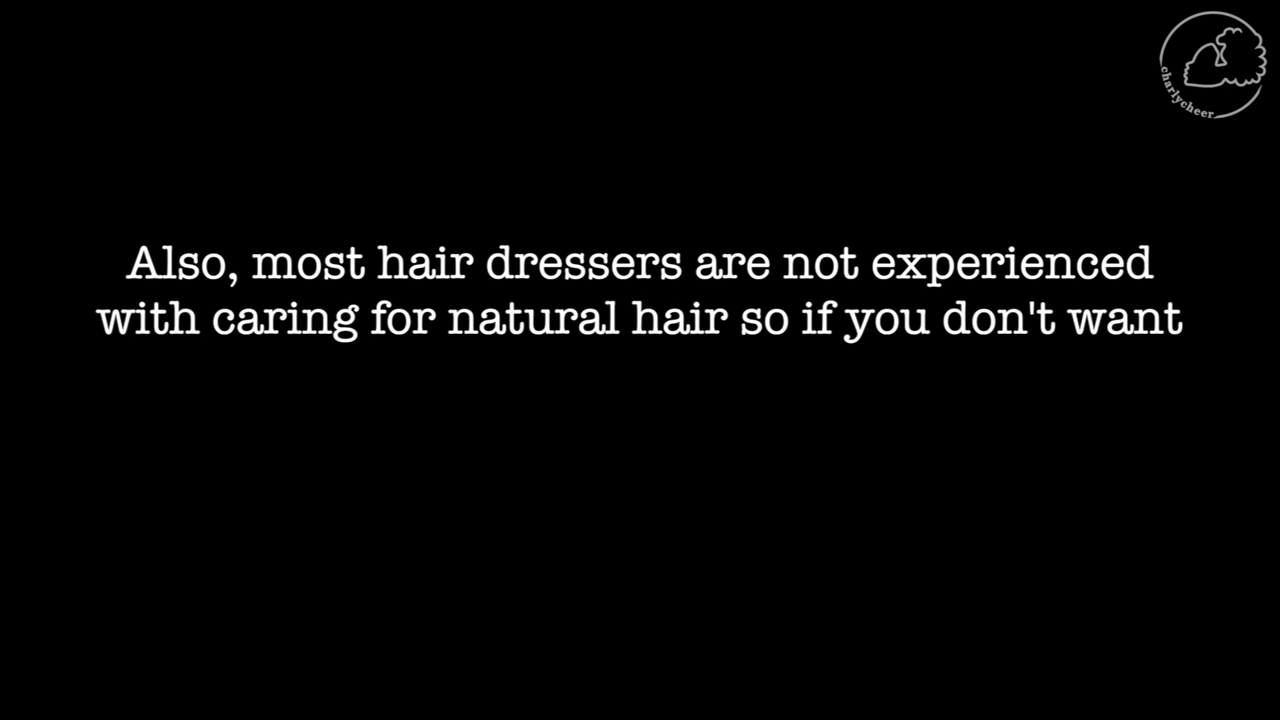 charlycheer
Also, most hair dressers are not experienced
with caring for natural hair so if you don't want